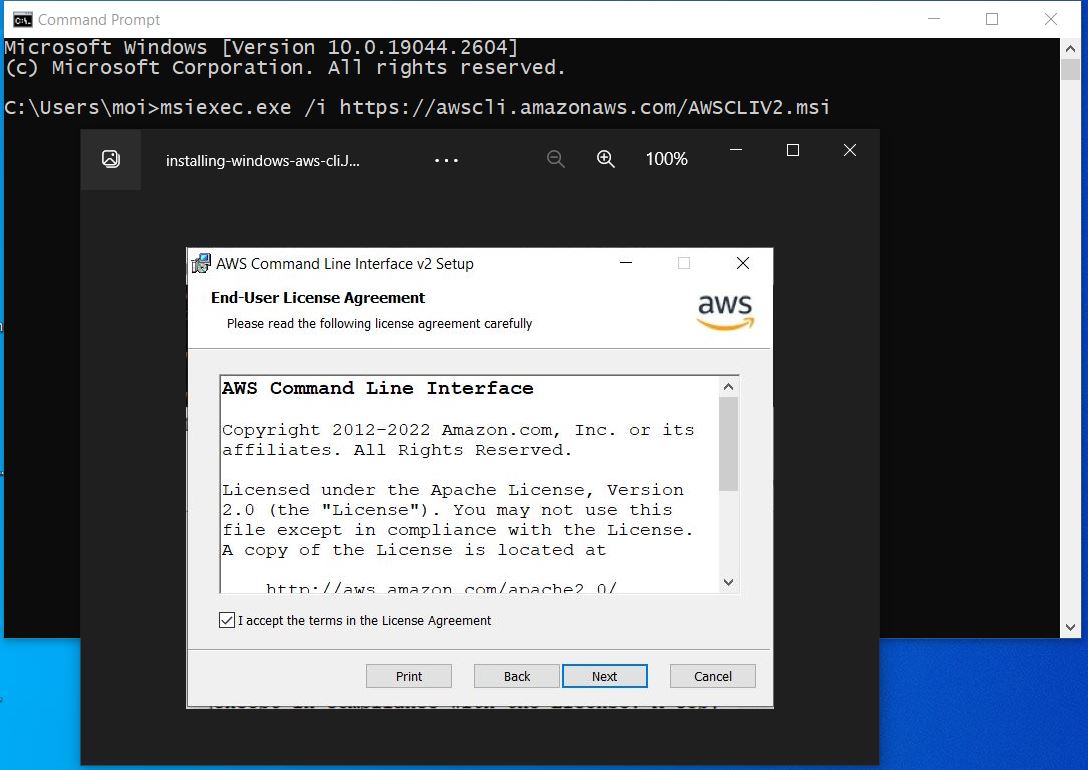 Command Prompt
Microsoft Windows [Version 10.0.19044.2604]
(c) Microsoft Corporation. All rights reserved.
C:\Users\moi>msiexec.exe /i https://awscli.amazonaws.com/AWSCLIV2.msi
installing-windows-aws-cli.J...
100%
AWS Command Line Interface v2 Setup
End-User License Agreement
Please read the following license agreement carefully
aws
AWS Command Line Interface
Copyright 2012-2022 Amazon.com, Inc. or its
affiliates. All Rights Reserved.
Licensed under the Apache License, Version
2.0 (the "License"). You may not use this
file except in compliance with the License.
A copy of the License is located at
http://aws.amazon.com/apache2.0/
I accept the terms in the License Agreement
Print Back Next Cancel